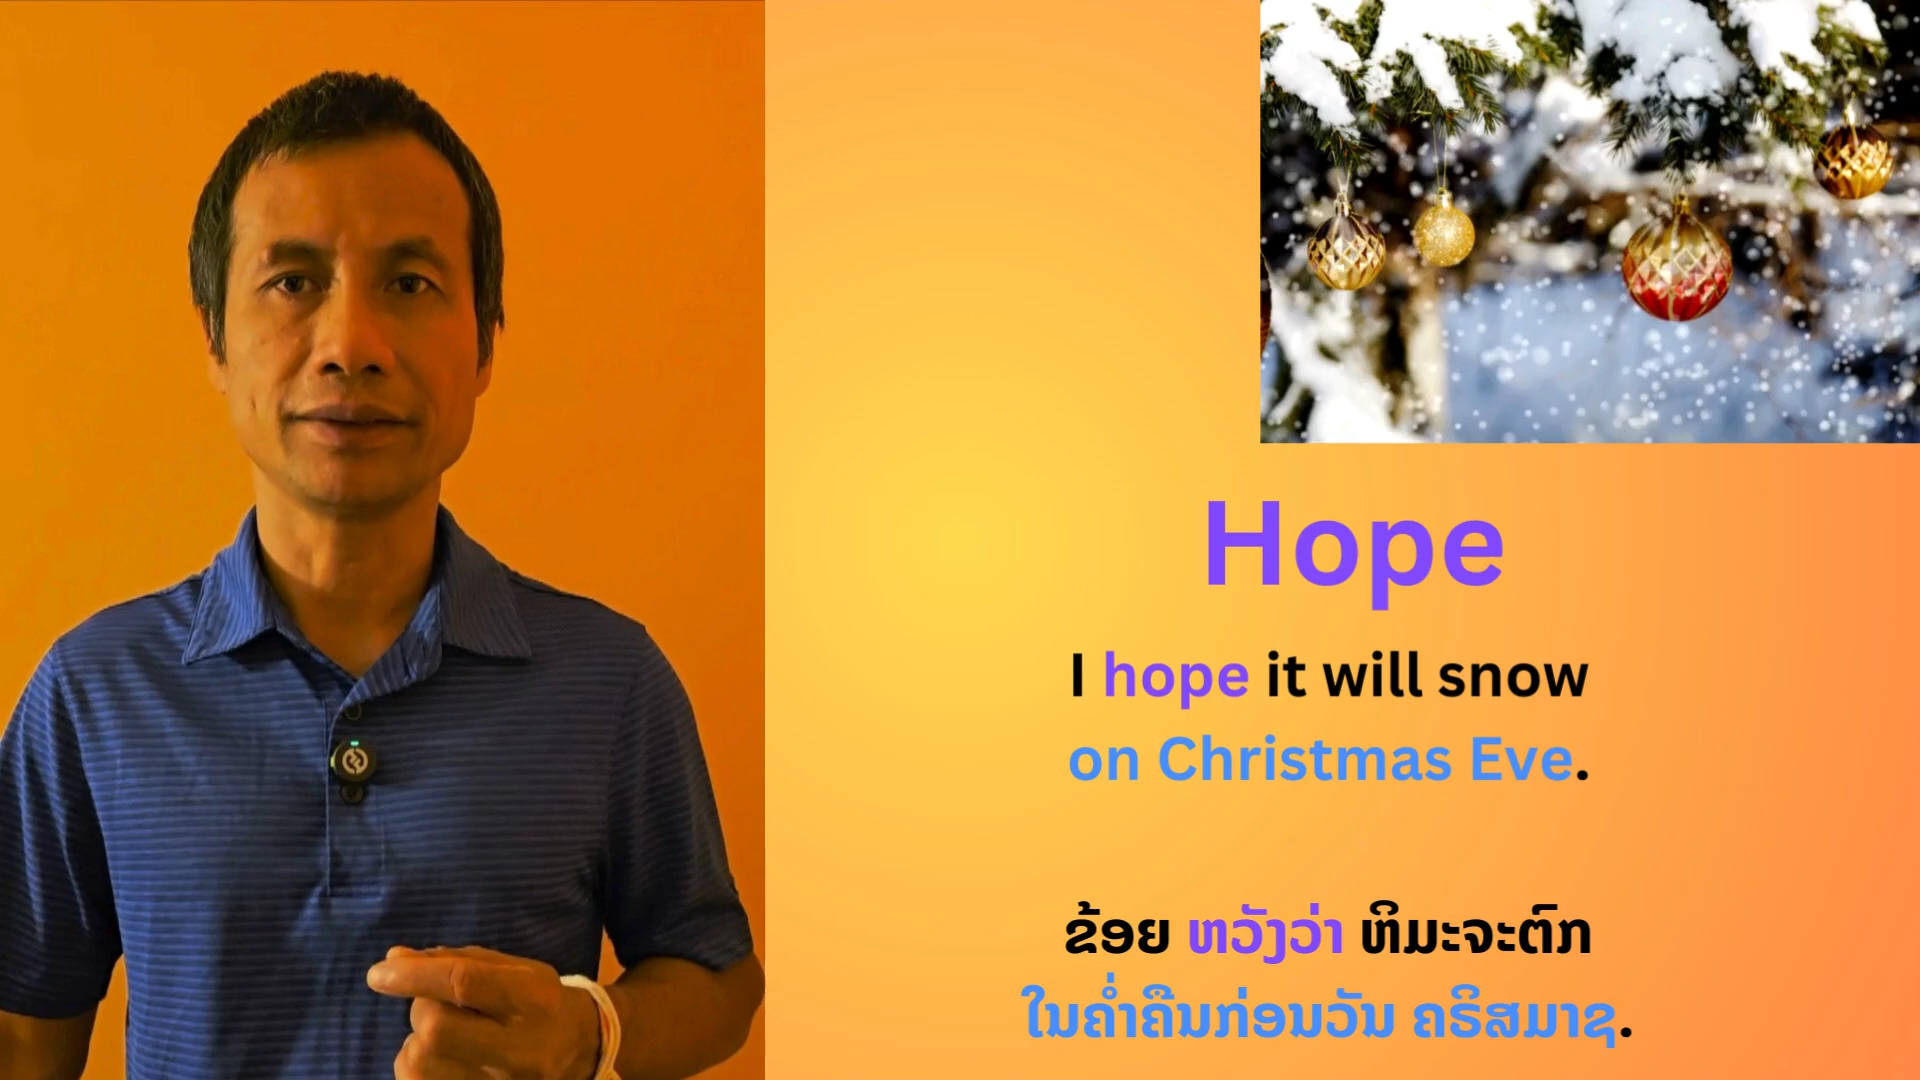 Hope
I hope it will snow
on Christmas Eve.
ຂ້ອຍ ຫວັງວ່າ ຫິມະຈະຕົກ
ໃນຄ່ຳຄືນກ່ອນວັນ ຄຣິສມາຊ.